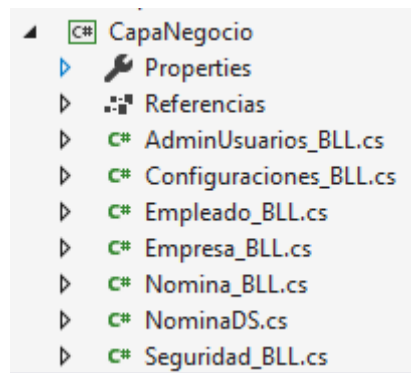 C# CapaNegocio
Properties
Referencias
C# AdminUsuarios_BLL.cs
C# Configuraciones_BLL.cs
C# Empleado_BLL.cs
C# Empresa_BLL.cs
C# Nomina_BLL.cs
C# NominaDS.cs
C# Seguridad_BLL.cs